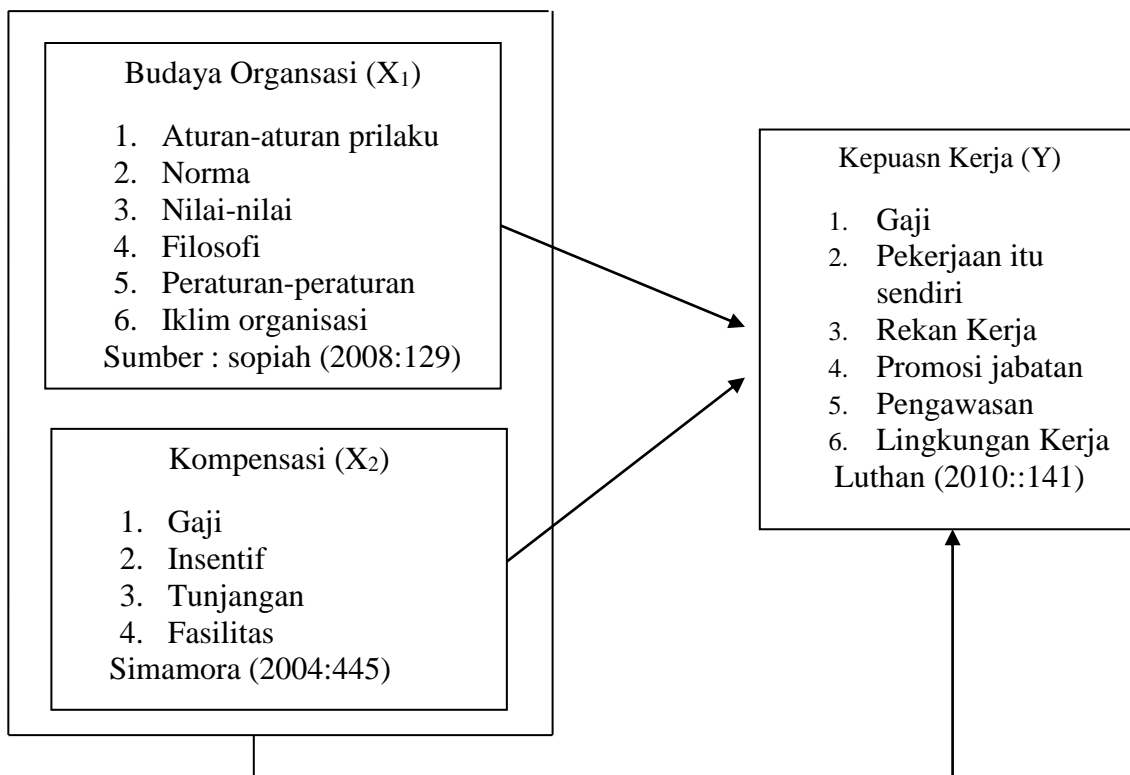 Budaya Organsasi (X₁)
1. Aturan-aturan prilaku
2. Norma
3. Nilai-nilai
4. Filosofi
5. Peraturan-peraturan
6. Iklim organisasi
Sumber : sopiah (2008:129)
Kompensasi (X₂)
1. Gaji
2. Insentif
3. Tunjangan
4. Fasilitas
Simamora (2004:445)
Kepuasn Kerja (Y)
1. Gaji
2. Pekerjaan itu
sendiri
3. Rekan Kerja
4. Promosi jabatan
5. Pengawasan
6. Lingkungan Kerja
Luthan (2010::141)